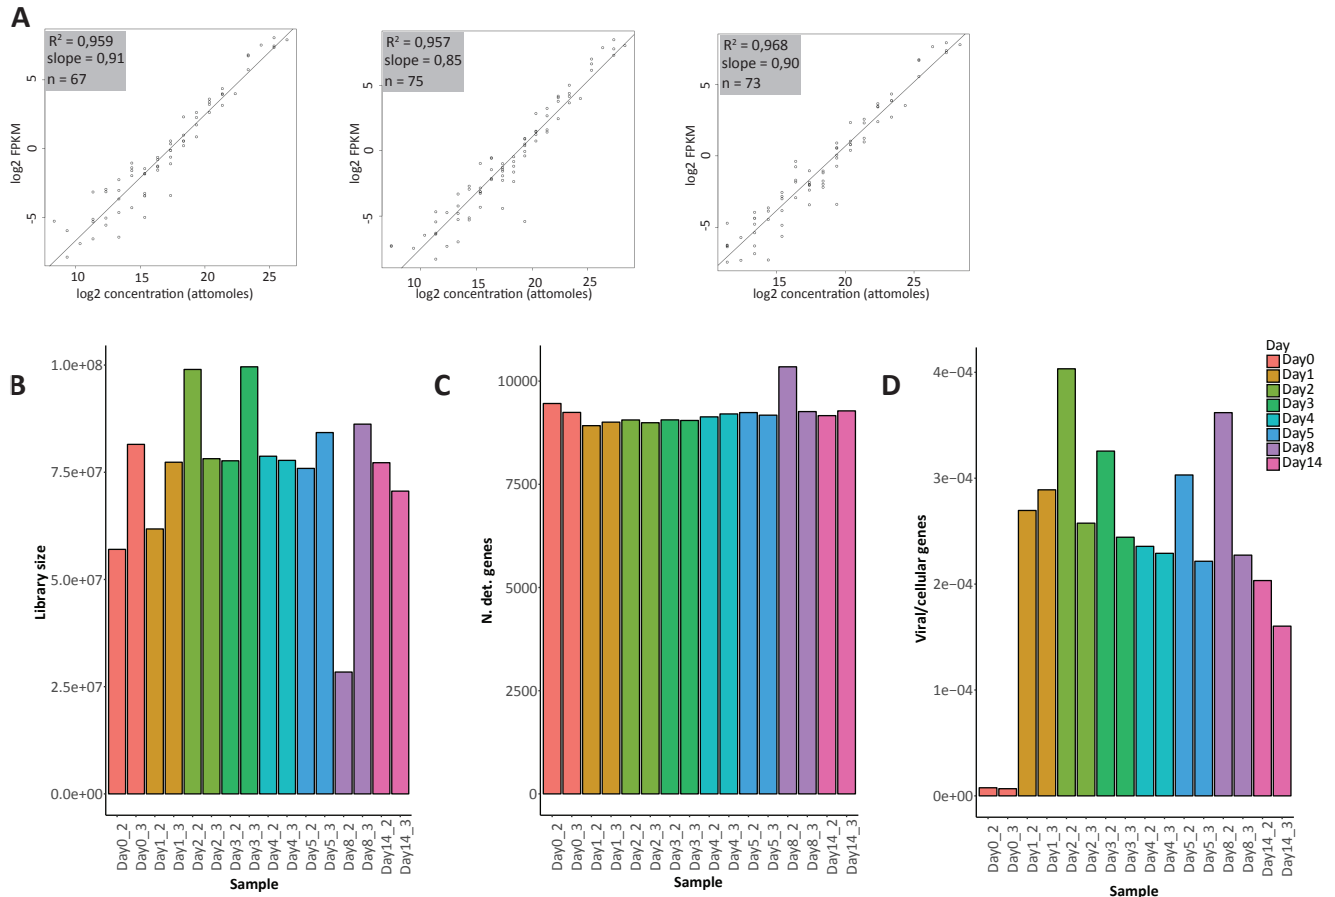 A
R² = 0,959
slope = 0,91
n = 67
5
0
-5
log2 FPKM
10 15 20 25
log2 concentration (attomoles)
R² = 0,957
slope = 0,85
n = 75
5
0
-5
log2 FPKM
10 15 20 25
log2 concentration (attomoles)
R² = 0,968
slope = 0,90
n = 73
5
0
-5
log2 FPKM
15 20 25
log2 concentration (attomoles)
B
1.0e+08
7.5e+07
5.0e+07
2.5e+07
0.0e+00
Library size
Day0_2
Day0_3
Day1_2
Day1_3
Day2_2
Day2_3
Day3_2
Day3_3
Day4_2
Day4_3
Day5_2
Day5_3
Day8_2
Day8_3
Day14_2
Day14_3
Sample
C
10000
7500
5000
2500
0
N. det. genes
Day0_2
Day0_3
Day1_2
Day1_3
Day2_2
Day2_3
Day3_2
Day3_3
Day4_2
Day4_3
Day5_2
Day5_3
Day8_2
Day8_3
Day14_2
Day14_3
Sample
D
4e−04
3e−04
2e−04
1e−04
0e+00
Viral/cellular genes
Day0_2
Day0_3
Day1_2
Day1_3
Day2_2
Day2_3
Day3_2
Day3_3
Day4_2
Day4_3
Day5_2
Day5_3
Day8_2
Day8_3
Day14_2
Day14_3
Sample
Day
Day0
Day1
Day2
Day3
Day4
Day5
Day8
Day14